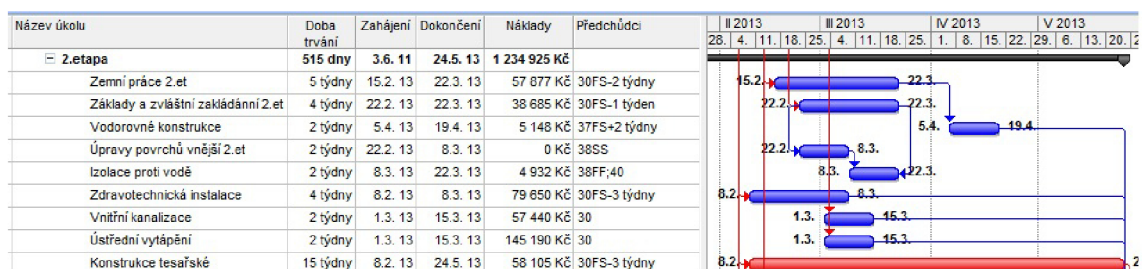 Název úkolu Doba trvání Zahájení Dokončení Náklady Předchůdci
II 2013 III 2013 IV 2013 V 2013
28. 4. 11. 18. 25. 4. 11. 18. 25. 1. 8. 15. 22. 29. 6. 13. 20.
2.etapa 515 dny 3.6. 11 24.5. 13 1 234 925 Kč
Zemní práce 2.et 5 týdny 15.2. 13 22.3. 13 57 877 Kč 30FS-2 týdny 15.2. 22.3.
Základy a zvláštní zakládánní 2.et 4 týdny 22.2. 13 22.3. 13 38 685 Kč 30FS-1 týden 22.2. 22.3.
Vodorovné konstrukce 2 týdny 5.4. 13 19.4. 13 5 148 Kč 37FS+2 týdny 5.4. 19.4.
Úpravy povrchů vnější 2.et 2 týdny 22.2. 13 8.3. 13 0 Kč 38SS 22.2. 8.3.
Izolace proti vodě 2 týdny 8.3. 13 22.3. 13 4 932 Kč 38FF;40 8.3. 22.3.
Zdravotechnická instalace 4 týdny 8.2. 13 8.3. 13 79 650 Kč 30FS-3 týdny 8.2. 8.3.
Vnitřní kanalizace 2 týdny 1.3. 13 15.3. 13 57 440 Kč 30 1.3. 15.3.
Ústřední vytápění 2 týdny 1.3. 13 15.3. 13 145 190 Kč 30 1.3. 15.3.
Konstrukce tesařské 15 týdny 8.2. 13 24.5. 13 58 105 Kč 30FS-3 týdny 8.2.